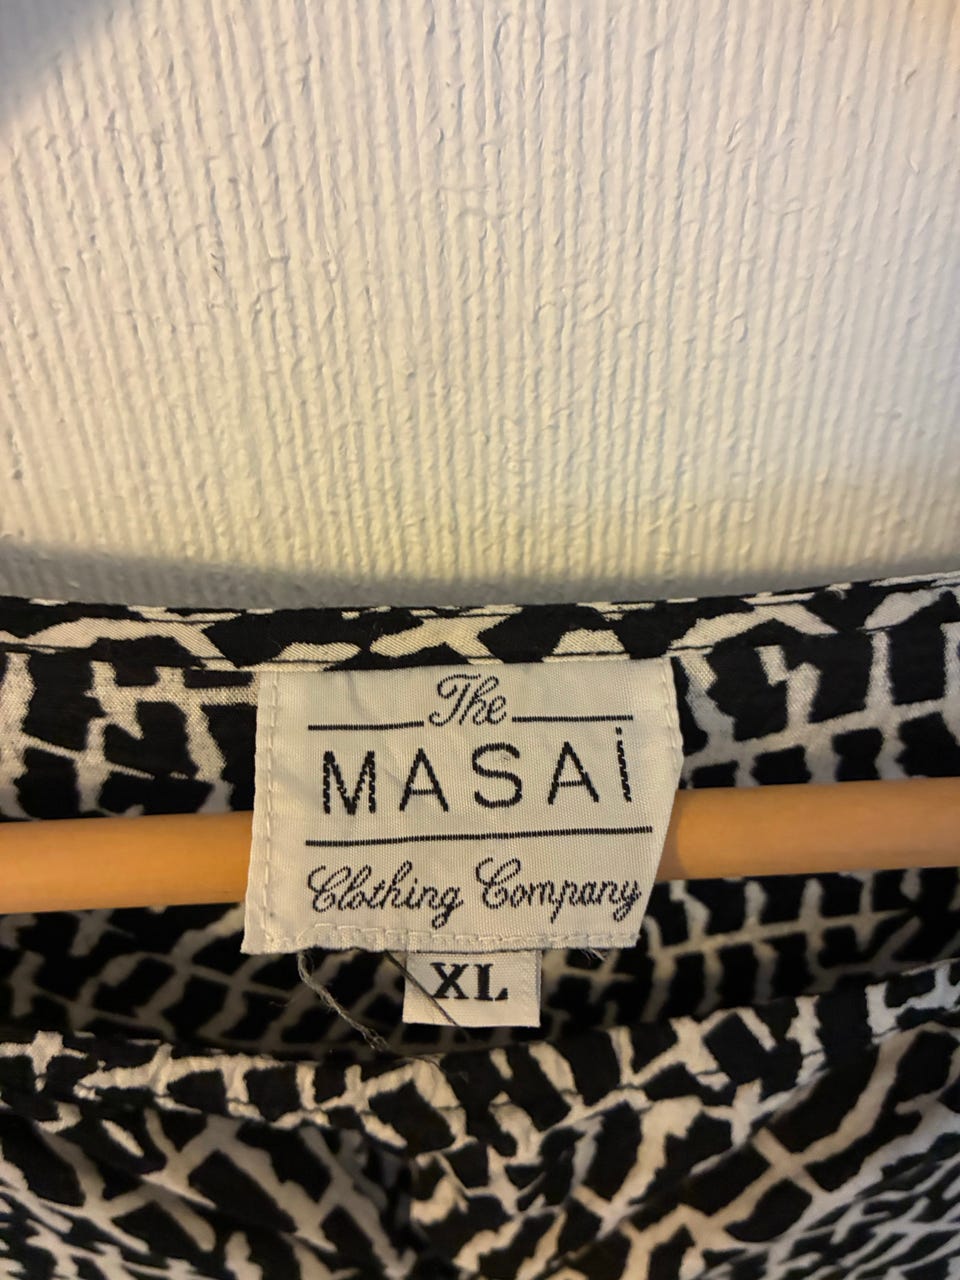 The
MASAi
Clothing Company
XL